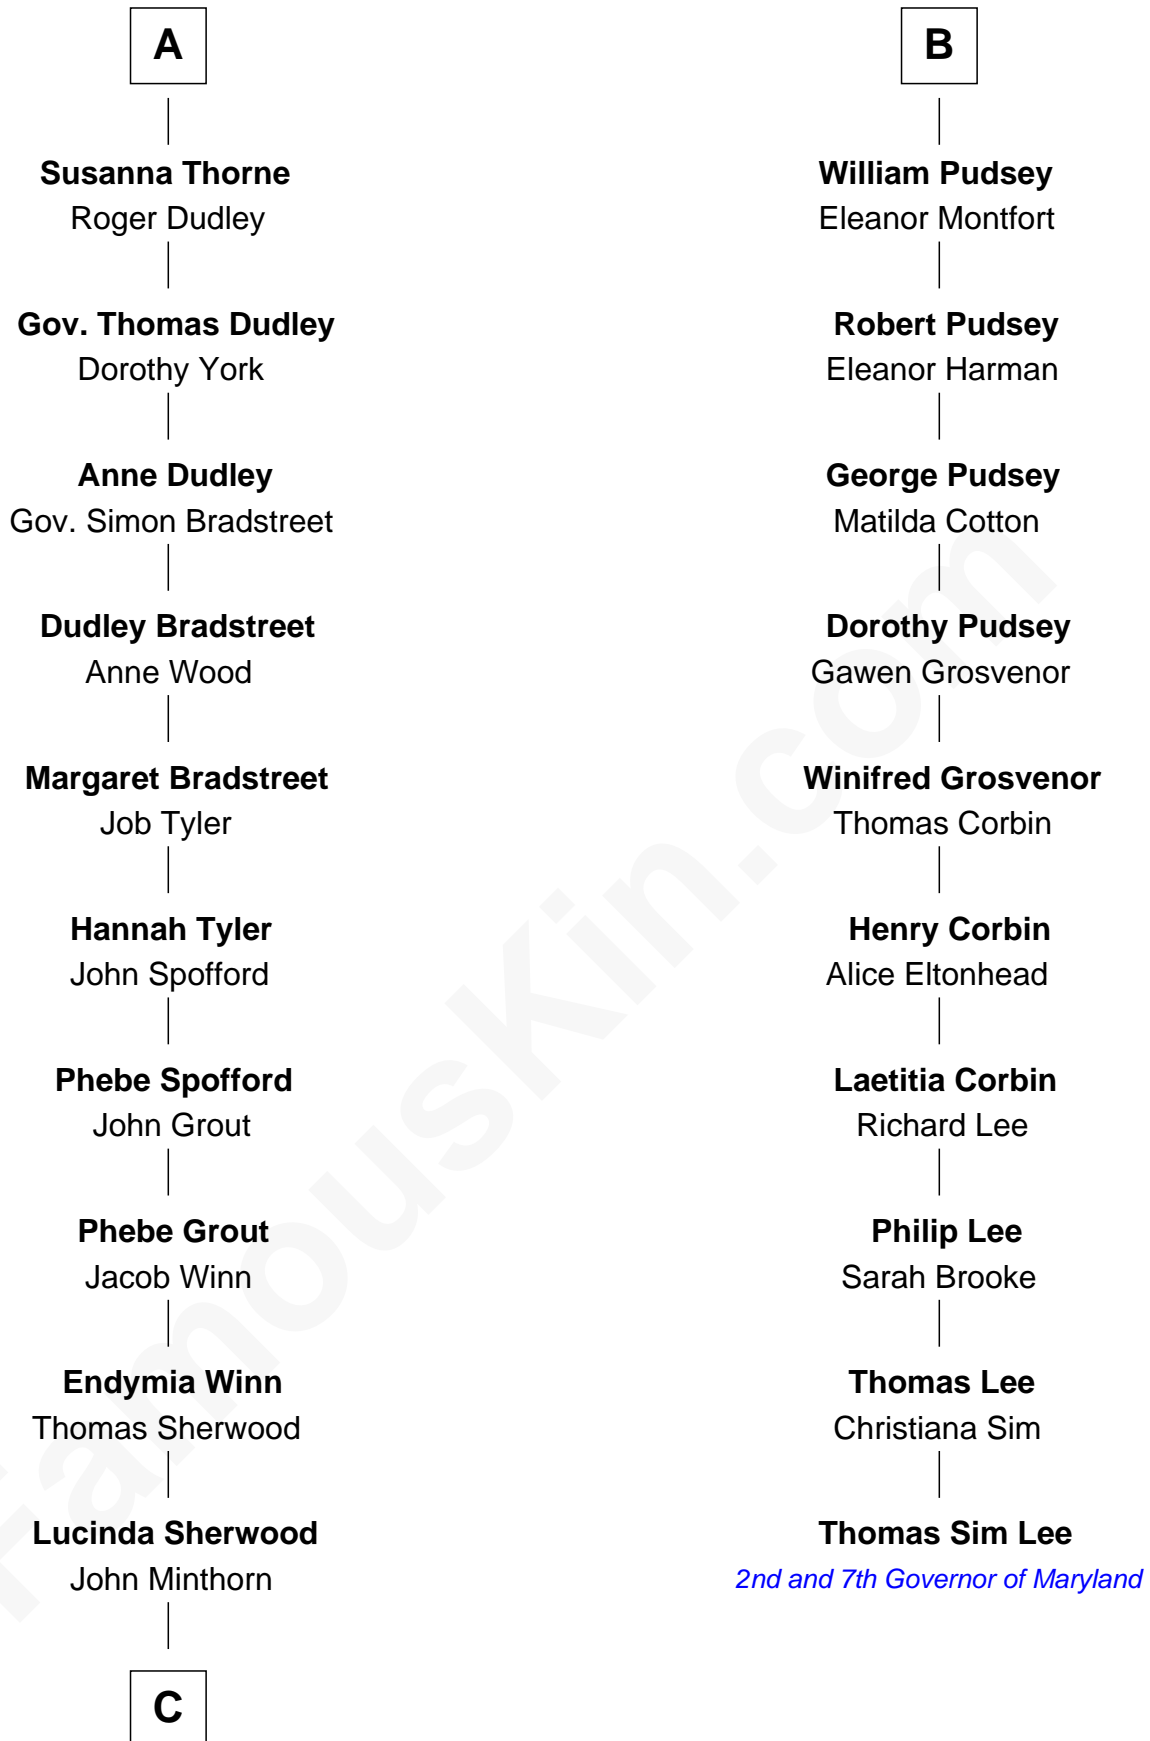 A
Susanna Thorne
Roger Dudley
Gov. Thomas Dudley
Dorothy York
Anne Dudley
Gov. Simon Bradstreet
Dudley Bradstreet
Anne Wood
Margaret Bradstreet
Job Tyler
Hannah Tyler
John Spofford
Phebe Spofford
John Grout
Phebe Grout
Jacob Winn
Endymia Winn
Thomas Sherwood
Lucinda Sherwood
John Minthorn
C
B
William Pudsey
Eleanor Montfort
Robert Pudsey
Eleanor Harman
George Pudsey
Matilda Cotton
Dorothy Pudsey
Gawen Grosvenor
Winifred Grosvenor
Thomas Corbin
Henry Corbin
Alice Eltonhead
Laetitia Corbin
Richard Lee
Philip Lee
Sarah Brooke
Thomas Lee
Christiana Sim
Thomas Sim Lee
2nd and 7th Governor of Maryland
FamousKin.com